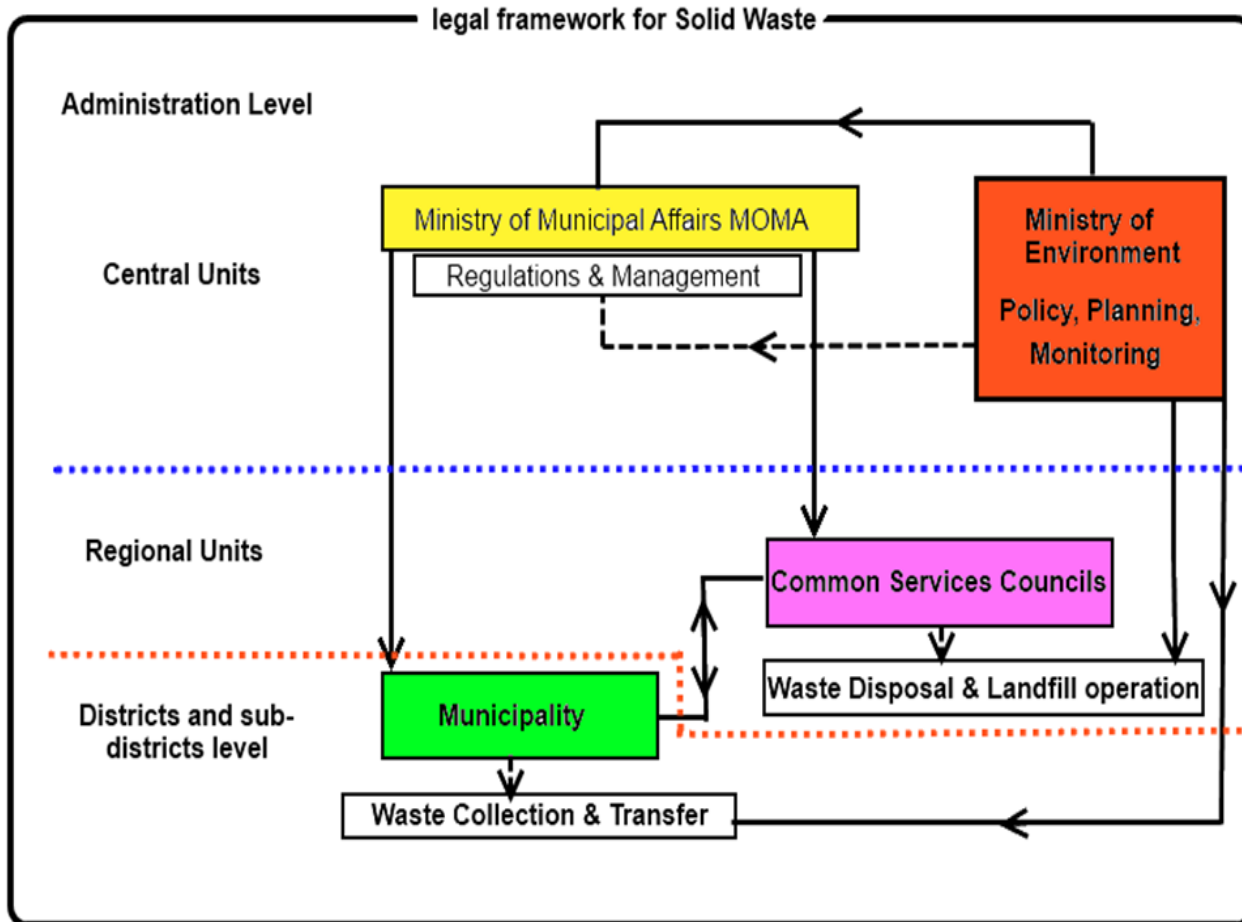 legal framework for Solid Waste
Administration Level
Ministry of Municipal Affairs MOMA
Regulations & Management
Central Units
Ministry of
Environment
Policy, Planning,
Monitoring
Regional Units
Common Services Councils
Waste Disposal & Landfill operation
Districts and sub-
districts level
Municipality
Waste Collection & Transfer